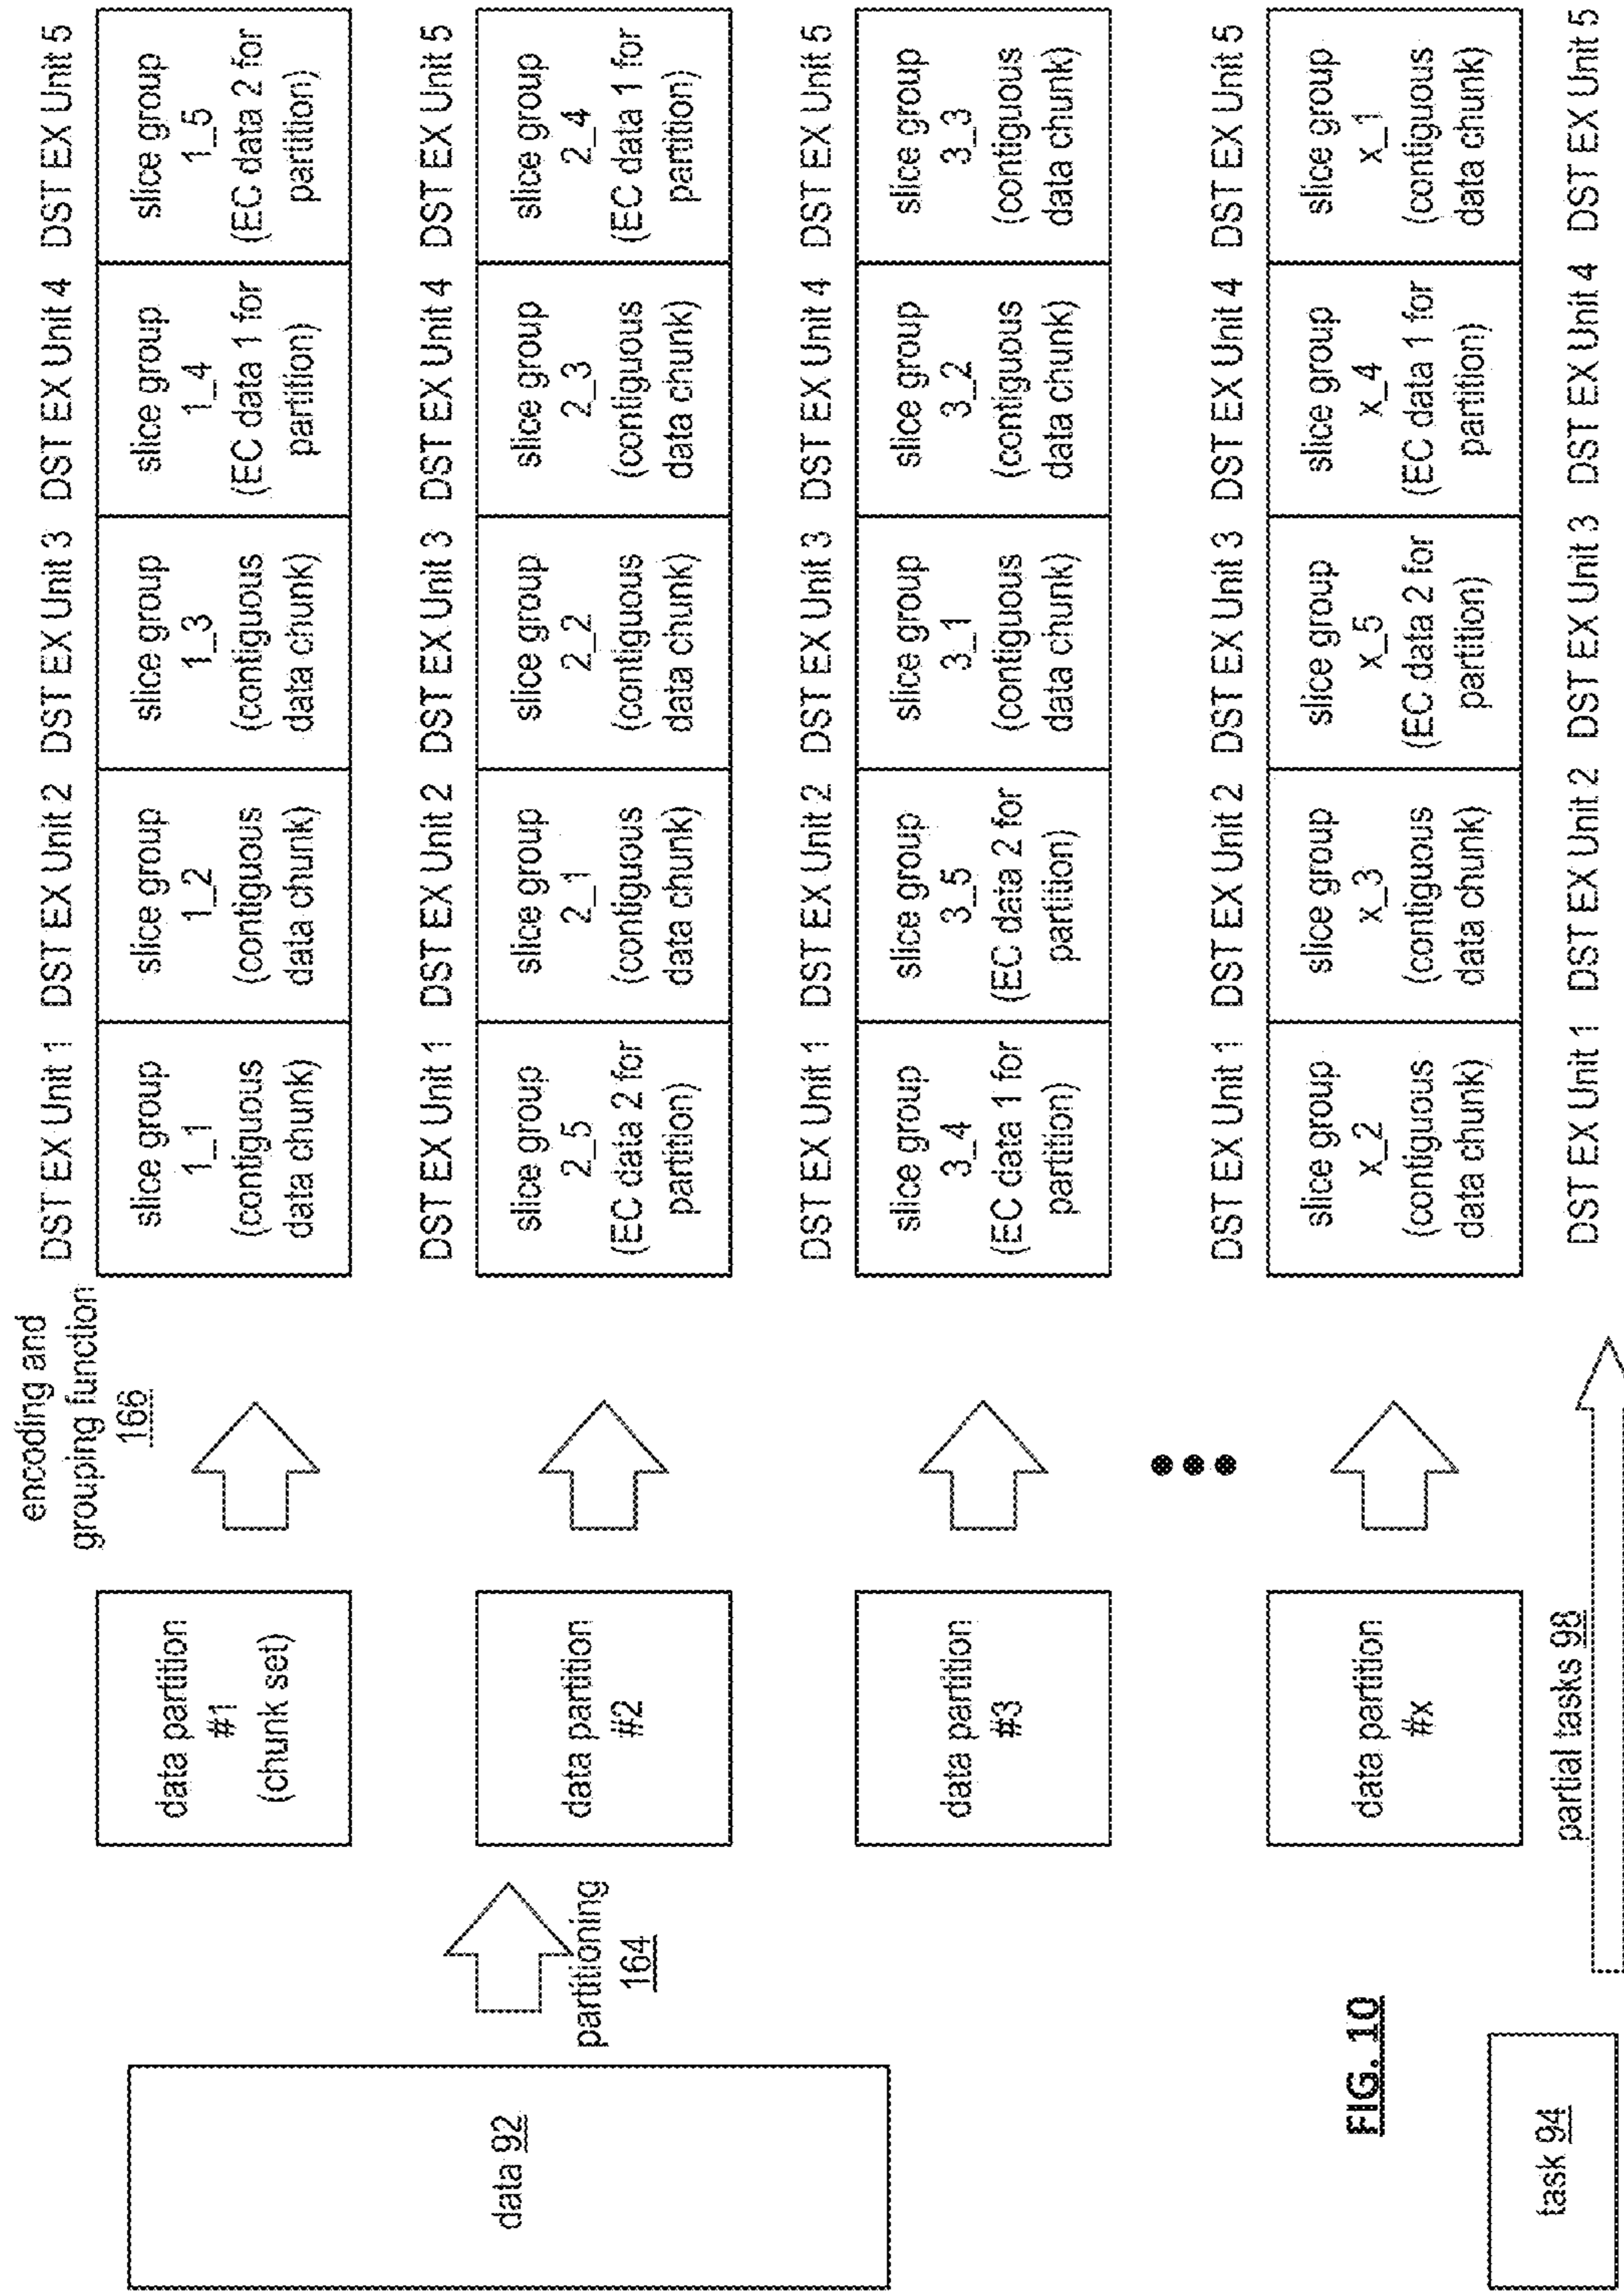 data 92
partitioning
164
data partition
#1
(chunk set)
data partition
#2
data partition
#3
data partition
#x
encoding and
grouping function
166
DST EX Unit 1 DST EX Unit 2 DST EX Unit 3 DST EX Unit 4 DST EX Unit 5
slice group
1_1
(contiguous
data chunk)
slice group
1_2
(contiguous
data chunk)
slice group
1_3
(contiguous
data chunk)
slice group
1_4
(EC data 1 for
partition)
slice group
1_5
(EC data 2 for
partition)
DST EX Unit 1 DST EX Unit 2 DST EX Unit 3 DST EX Unit 4 DST EX Unit 5
slice group
2_5
(EC data 2 for
partition)
slice group
2_1
(contiguous
data chunk)
slice group
2_2
(contiguous
data chunk)
slice group
2_3
(contiguous
data chunk)
slice group
2_4
(EC data 1 for
partition)
DST EX Unit 1 DST EX Unit 2 DST EX Unit 3 DST EX Unit 4 DST EX Unit 5
slice group
3_4
(EC data 1 for
partition)
slice group
3_5
(EC data 2 for
partition)
slice group
3_1
(contiguous
data chunk)
slice group
3_2
(contiguous
data chunk)
slice group
3_3
(contiguous
data chunk)
DST EX Unit 1 DST EX Unit 2 DST EX Unit 3 DST EX Unit 4 DST EX Unit 5
slice group
x_2
(contiguous
data chunk)
slice group
x_3
(contiguous
data chunk)
slice group
x_5
(EC data 2 for
partition)
slice group
x_4
(EC data 1 for
partition)
slice group
x_1
(contiguous
data chunk)
FIG. 10
task 94
partial tasks 98
DST EX Unit 1 DST EX Unit 2 DST EX Unit 3 DST EX Unit 4 DST EX Unit 5